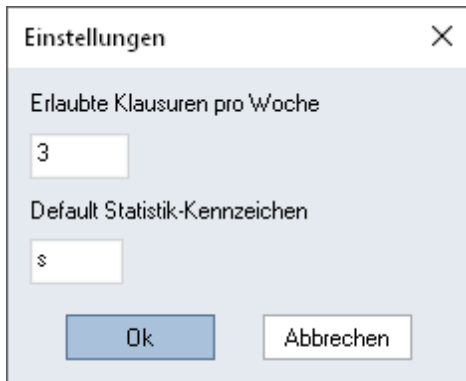 Einstellungen
Erlaubte Klausuren pro Woche
3
Default Statistik-Kennzeichen
s
Ok Abbrechen